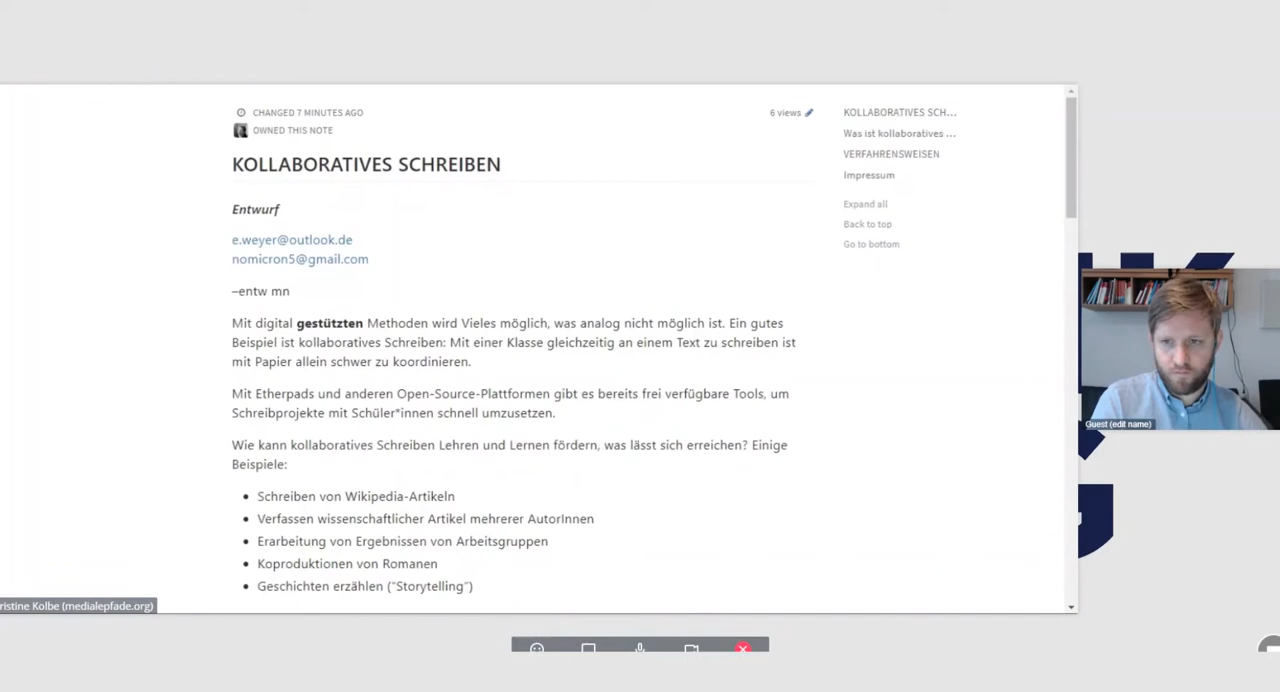 CHANGED 7 MINUTES AGO
6 views
OWNED THIS NOTE
KOLLABORATIVES SCHREIBEN
Entwurf
e.weyer@outlook.de
nomicron5@gmail.com
–entw mn
Mit digital gestützten Methoden wird Vieles möglich, was analog nicht möglich ist. Ein gutes
Beispiel ist kollaboratives Schreiben: Mit einer Klasse gleichzeitig an einem Text zu schreiben ist
mit Papier allein schwer zu koordinieren.
Mit Etherpads und anderen Open-Source-Plattformen gibt es bereits frei verfügbare Tools, um
Schreibprojekte mit Schüler*innen schnell umzusetzen.
Wie kann kollaboratives Schreiben Lehren und Lernen fördern, was lässt sich erreichen? Einige
Beispiele:
• Schreiben von Wikipedia-Artikeln
• Verfassen wissenschaftlicher Artikel mehrerer AutorInnen
• Erarbeitung von Ergebnissen von Arbeitsgruppen
• Koproduktionen von Romanen
• Geschichten erzählen ("Storytelling")
KOLLABORATIVES SCH...
Was ist kollaboratives ...
VERFAHRENSWEISEN
Impressum
Expand all
Back to top
Go to bottom
Guest (edit name)
ristine Kolbe (medialepfade.org)